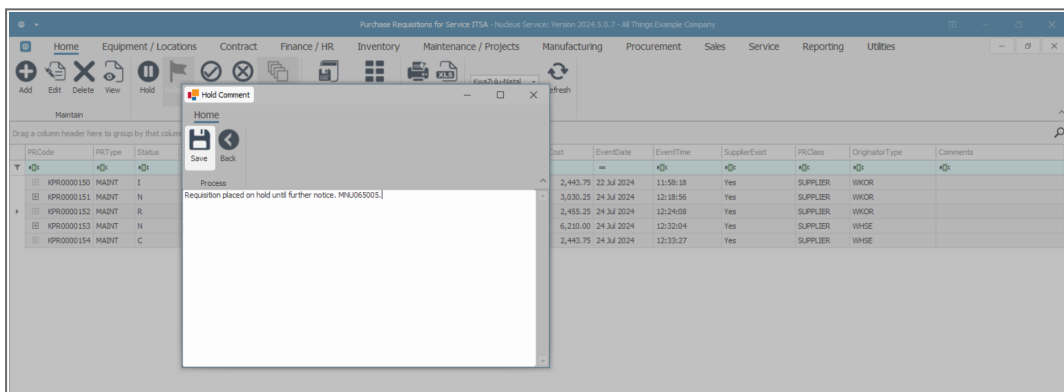 Purchase Requisitions for Service ITSA - Nucleus Service: Version 2024.5.0.7 - All Things Example Company
Home Equipment / Locations Contract Finance / HR Inventory Maintenance / Projects Manufacturing Procurement Sales Service Reporting Utilities
Add Edit Delete View Hold
XLS
KwaZulu-Natal
Maintain
Hold Comment
Home
Save Back
Process
Requisition placed on hold until further notice. MNU065005.
Drag a column header here to group by that
PRCode PRType Status Cost EventDate EventTime SupplierExist PRClass OriginatorType Comments
KPR0000150 MAINT I 2,443.75 22 Jul 2024 11:58:18 Yes SUPPLIER WKOR
KPR0000151 MAINT N 3,030.25 24 Jul 2024 12:18:56 Yes SUPPLIER WKOR
KPR0000152 MAINT R 2,455.25 24 Jul 2024 12:24:08 Yes SUPPLIER WKOR
KPR0000153 MAINT N 6,210.00 24 Jul 2024 12:32:04 Yes SUPPLIER WHSE
KPR0000154 MAINT C 2,443.75 24 Jul 2024 12:33:27 Yes SUPPLIER WHSE